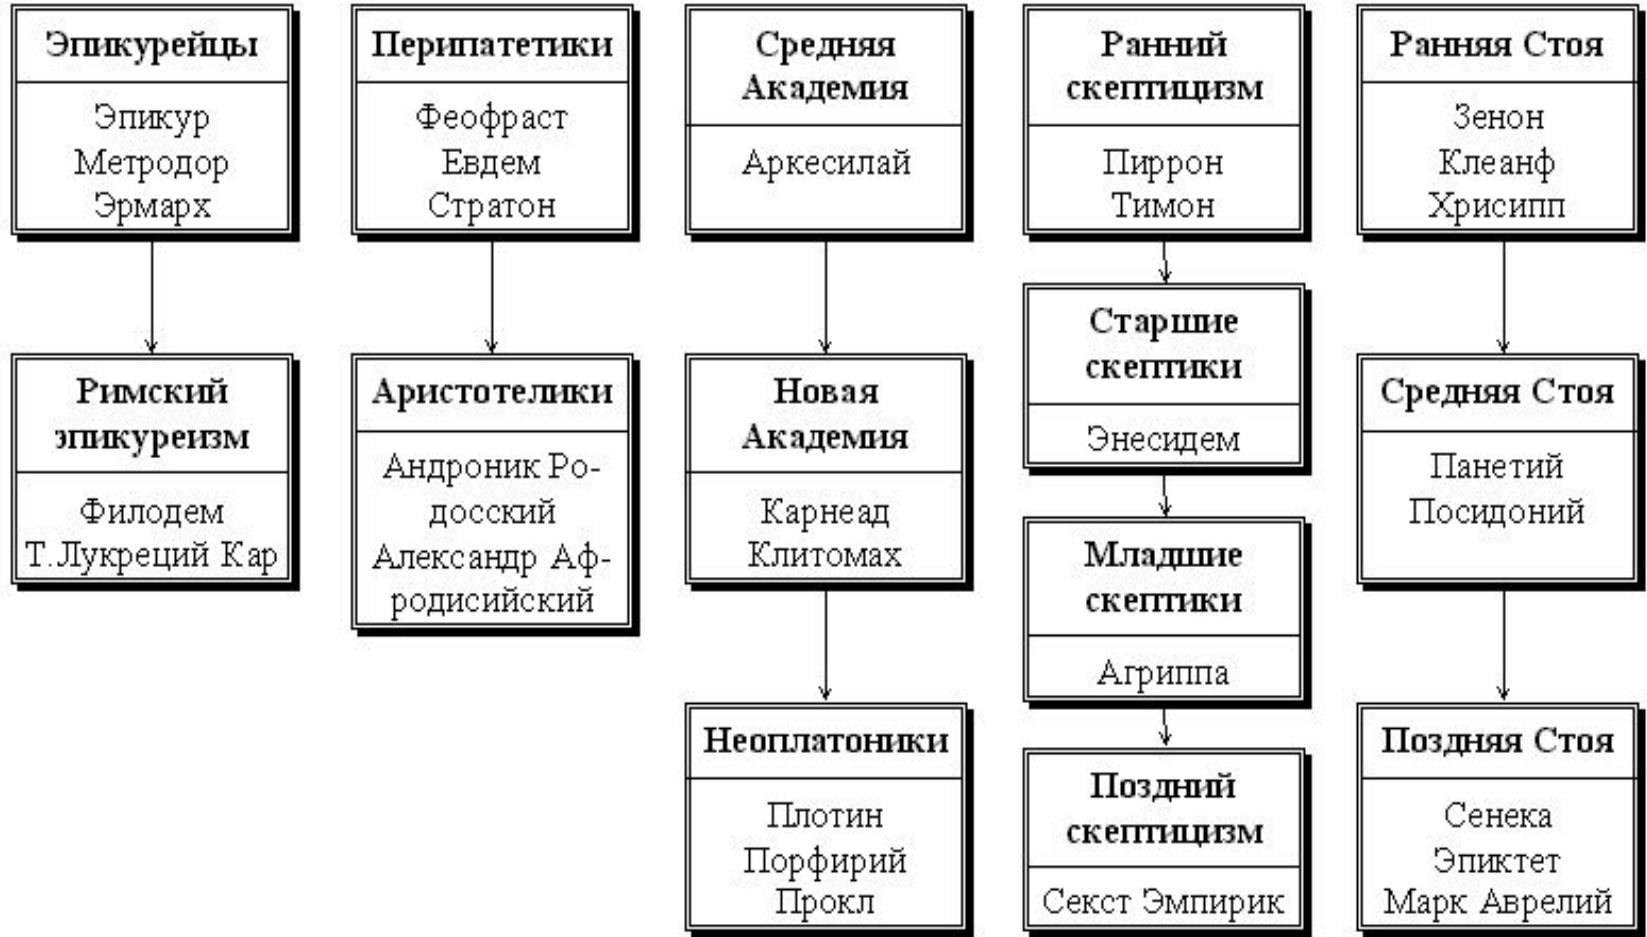 Эпикурейцы
Эпикур
Метродор
Эрмарх
Римский
эпикуреизм
Филодем
Т.Лукреций Кар
Перипатетики
Феофраст
Евдем
Стратон
Аристотелики
Андроник Ро-
досский
Александр Аф-
родисийский
Средняя
Академия
Аркесилай
Новая
Академия
Карнеад
Клитомах
Неоплатоники
Плотин
Порфирий
Прокл
Ранний
скептицизм
Пиррон
Тимон
Старшие
скептики
Энесидем
Младшие
скептики
Агриппа
Поздний
скептицизм
Секст Эмпирик
Ранняя Стоя
Зенон
Клеанф
Хрисипп
Средняя Стоя
Панетий
Посидоний
Поздняя Стоя
Сенека
Эпиктет
Марк Аврелий